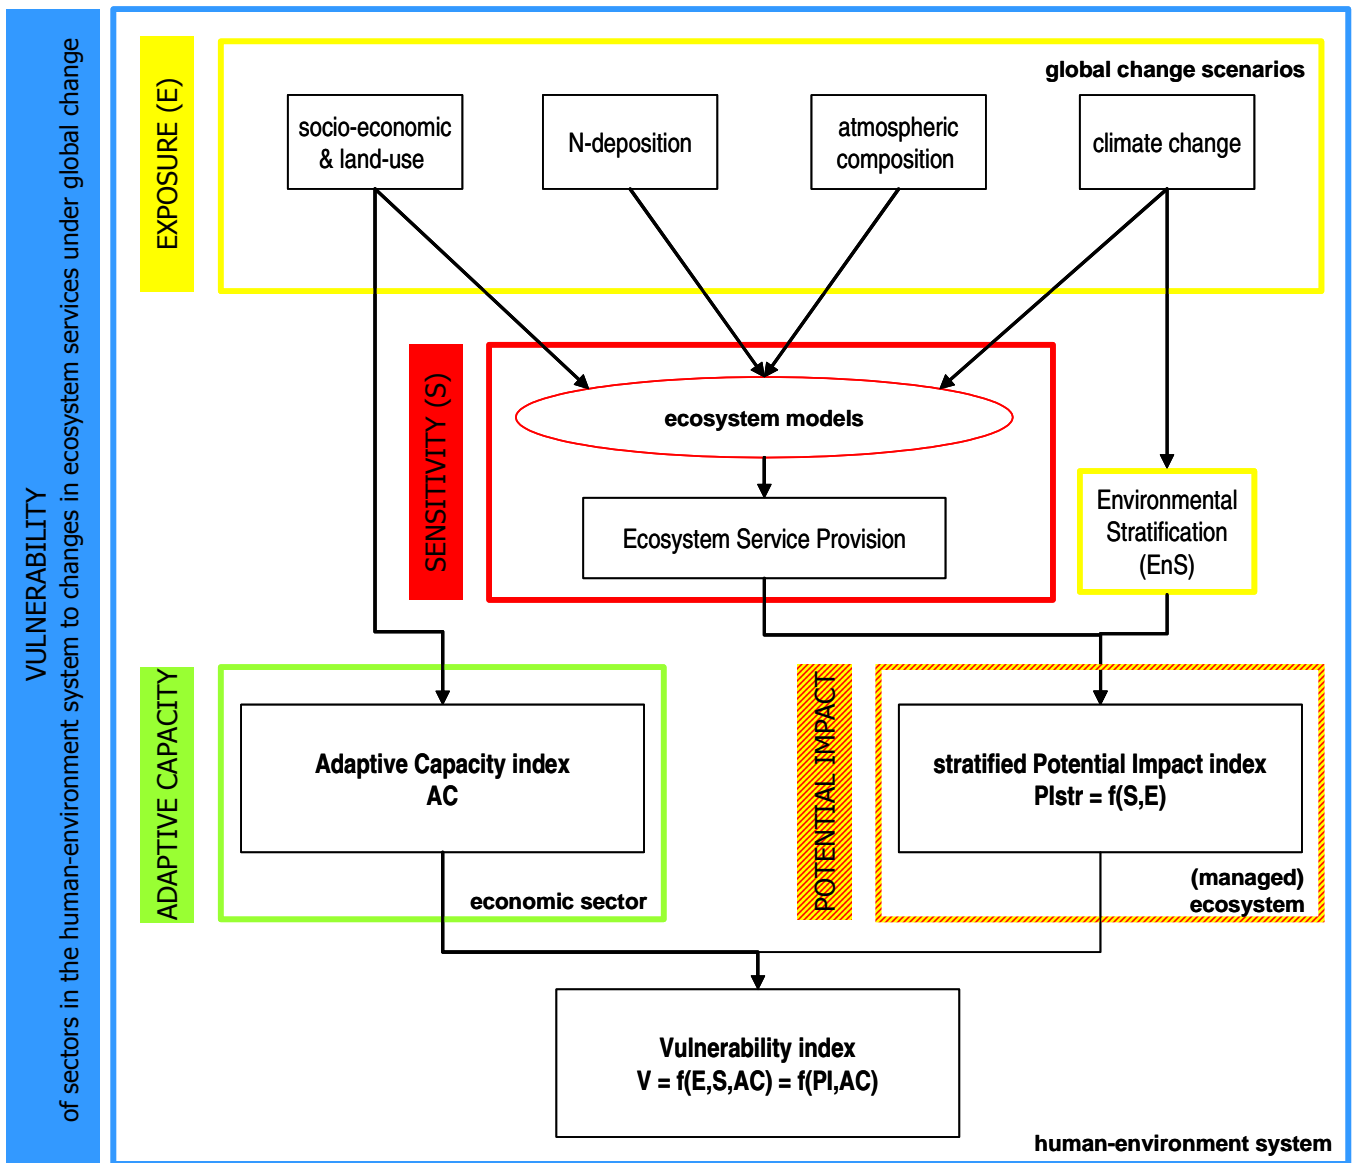 VULNERABILITY
of sectors in the human-environment system to changes in ecosystem services under global change
EXPOSURE (E)
global change scenarios
socio-economic
& land-use
N-deposition
atmospheric
composition
climate change
SENSITIVITY (S)
ecosystem models
Ecosystem Service Provision
Environmental
Stratification
(EnS)
ADAPTIVE CAPACITY
Adaptive Capacity index
AC
economic sector
POTENTIAL IMPACT
stratified Potential Impact index
PIstr = f(S,E)
(managed)
ecosystem
Vulnerability index
V = f(E,S,AC) = f(PI,AC)
human-environment system